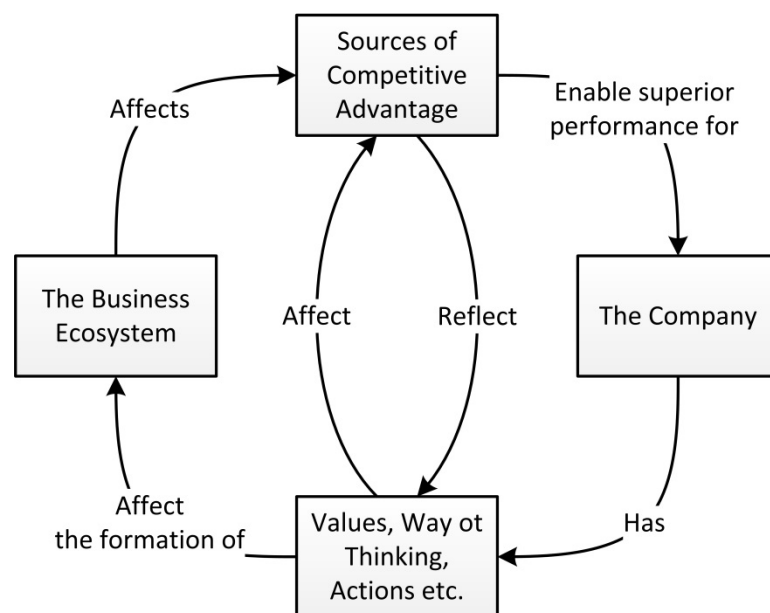 Sources of
Competitive
Advantage
Affects
Enable superior
performance for
The Business
Ecosystem
Affect
Reflect
The Company
Affect
the formation of
Values, Way ot
Thinking,
Actions etc.
Has